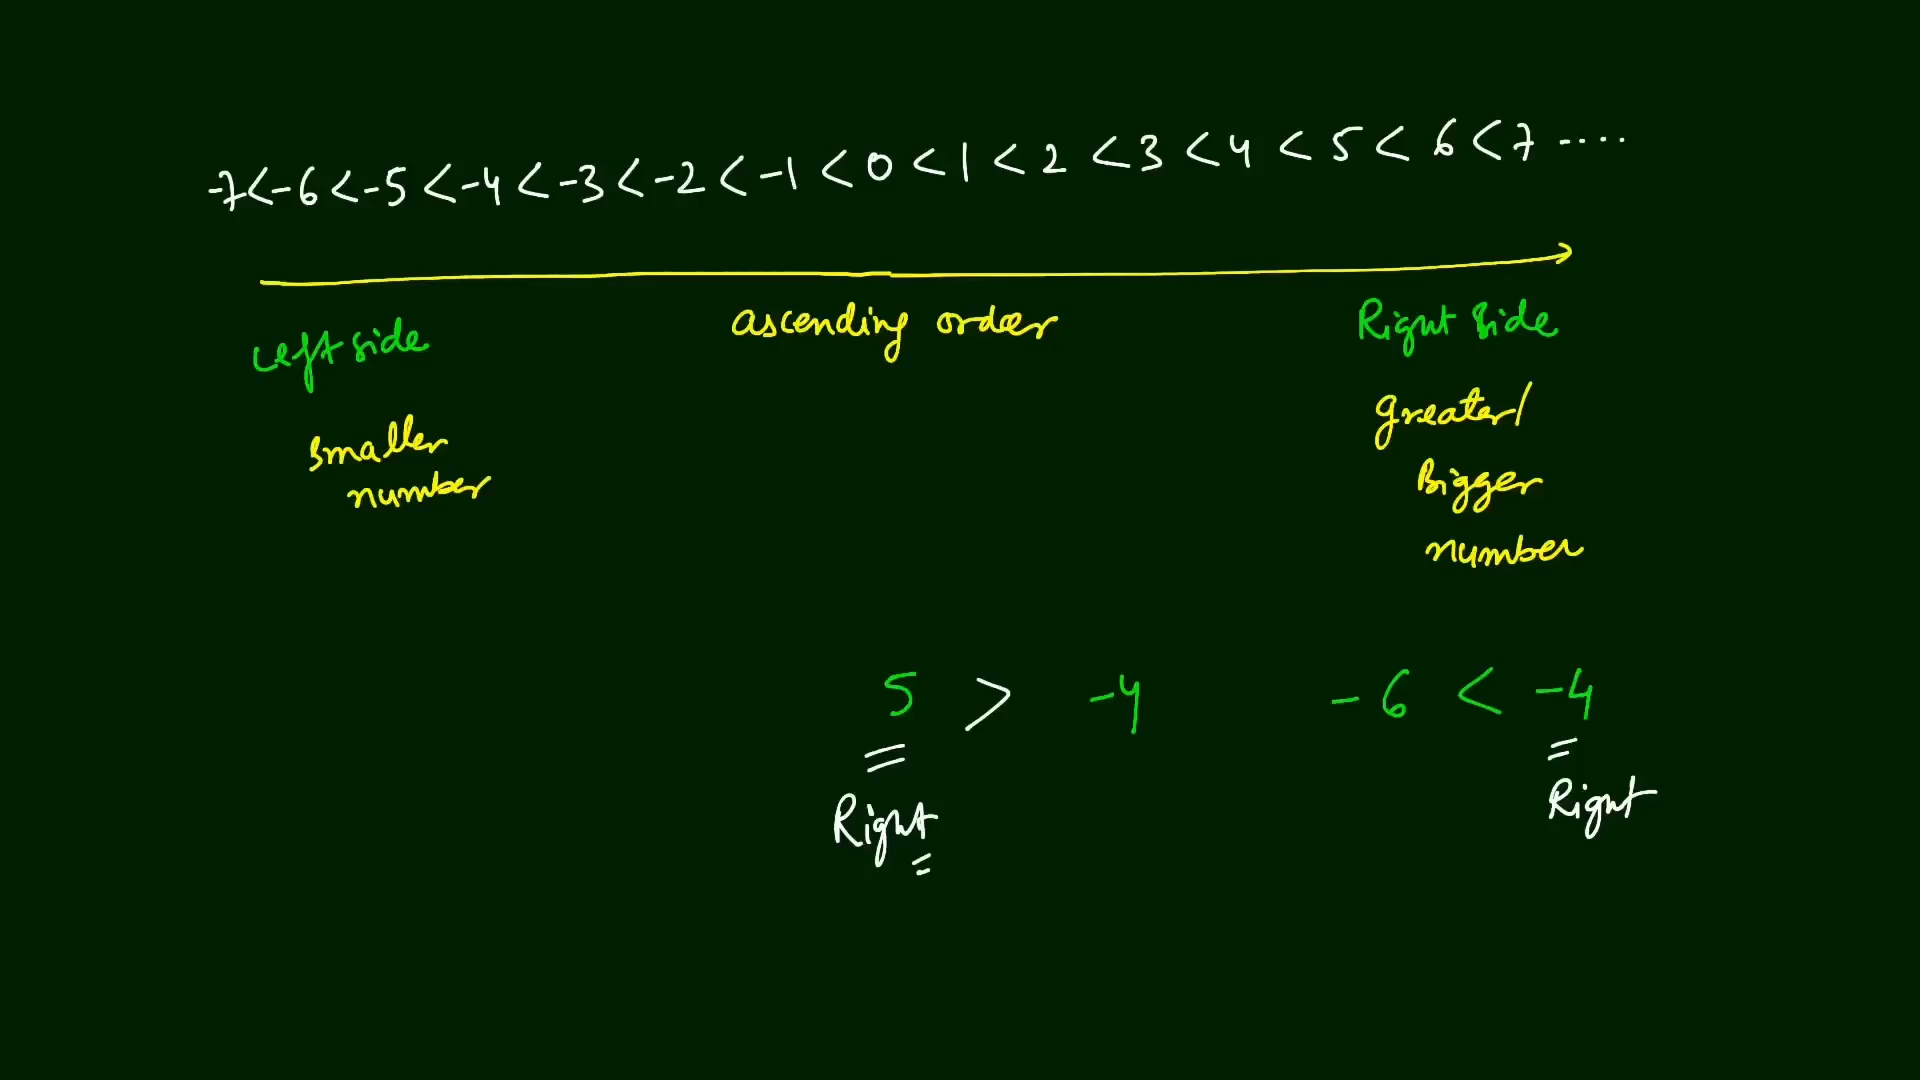 -7<-6<-5<-4<-3<-2<-1<0<1<2<3<4<5<6<7 ....
Left side
ascending order
Right side
smaller
number
greater/
Bigger
number
5 > -4
-6 < -4
Right
Right